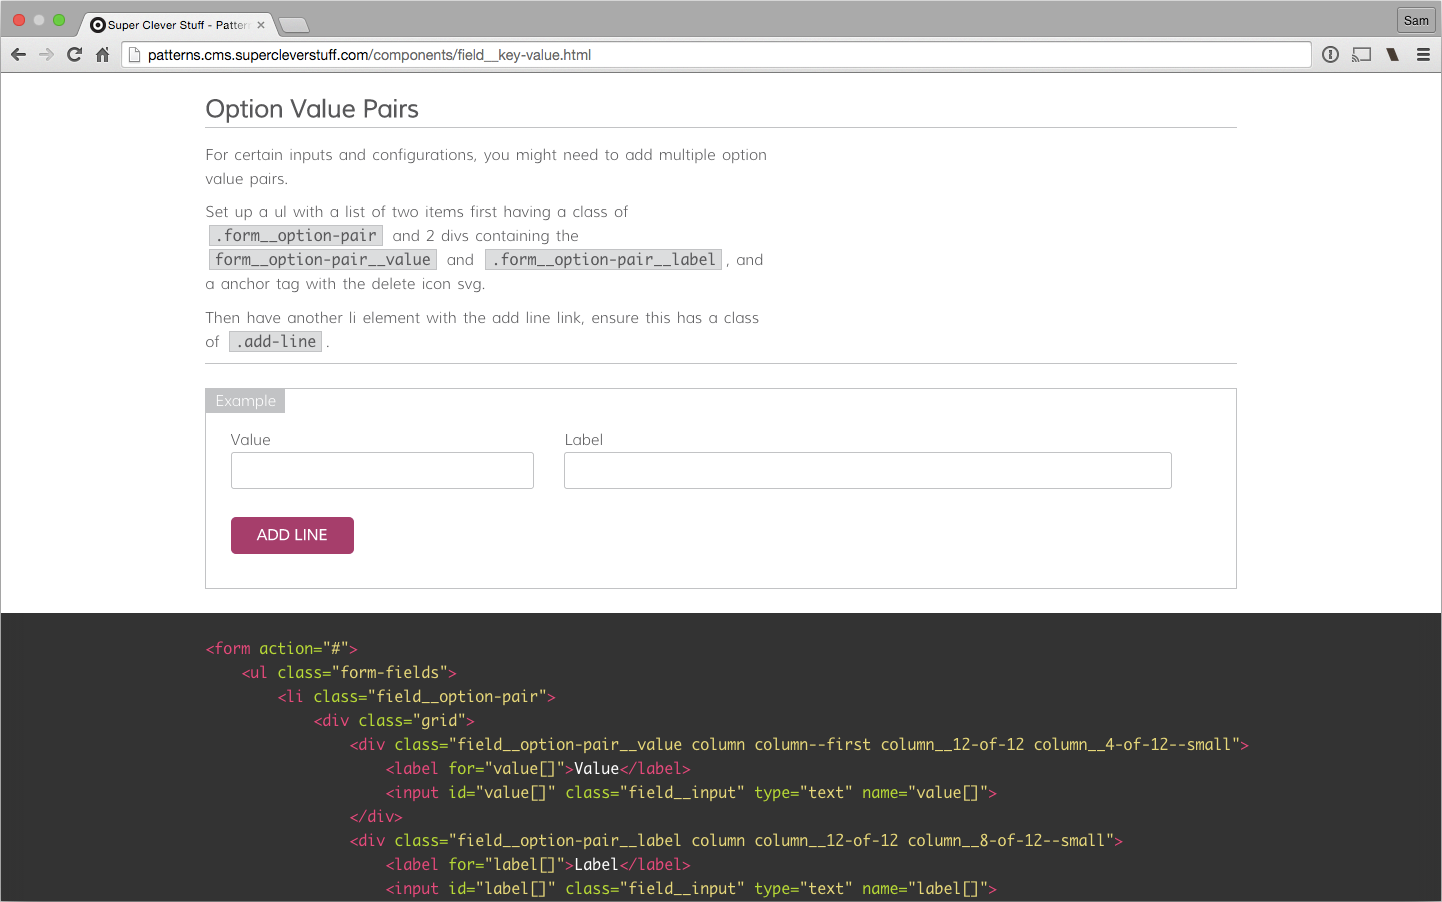 Super Clever Stuff - Patter
Sam
patterns.cms.supercleverstuff.com/components/field__key-value.html
Option Value Pairs
For certain inputs and configurations, you might need to add multiple option
value pairs.
Set up a ul with a list of two items first having a class of
.form__option-pair and 2 divs containing the
form__option-pair__value and .form__option-pair__label , and
a anchor tag with the delete icon svg.
Then have another li element with the add line link, ensure this has a class
of .add-line .
Example
Value Label
ADD LINE
<form action="#">
<ul class="form-fields">
<li class="field__option-pair">
<div class="grid">
<div class="field__option-pair__value column column--first column__12-of-12 column__4-of-12--small">
<label for="value[]">Value</label>
<input id="value[]" class="field__input" type="text" name="value[]">
</div>
<div class="field__option-pair__label column column__12-of-12 column__8-of-12--small">
<label for="label[]">Label</label>
<input id="label[]" class="field__input" type="text" name="label[]">